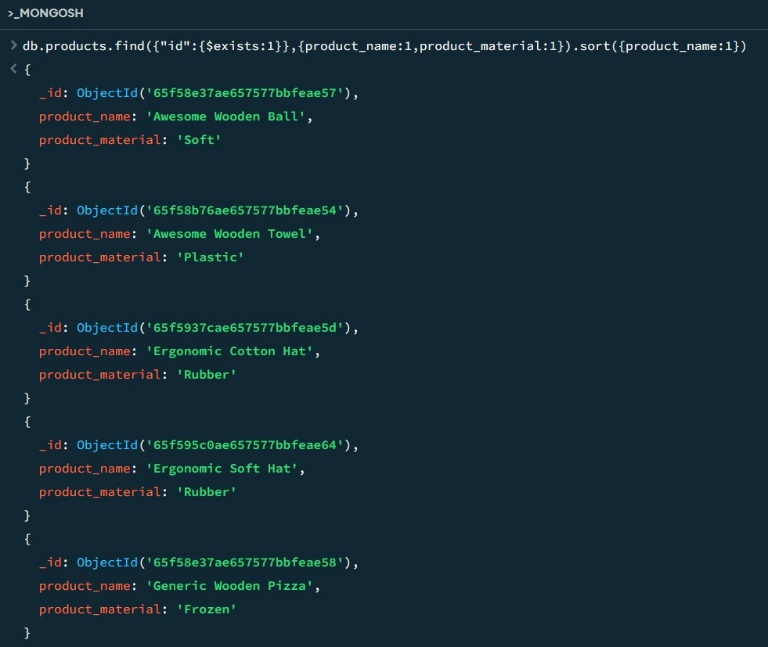 >_MONGOSH
> db.products.find({"id":{$exists:1}},{product_name:1,product_material:1}).sort({product_name:1})
< {
_id: ObjectId('65f58e37ae657577bbfeae57'),
product_name: 'Awesome Wooden Ball',
product_material: 'Soft'
}
{
_id: ObjectId('65f58b76ae657577bbfeae54'),
product_name: 'Awesome Wooden Towel',
product_material: 'Plastic'
}
{
_id: ObjectId('65f5937cae657577bbfeae5d'),
product_name: 'Ergonomic Cotton Hat',
product_material: 'Rubber'
}
{
_id: ObjectId('65f595c0ae657577bbfeae64'),
product_name: 'Ergonomic Soft Hat',
product_material: 'Rubber'
}
{
_id: ObjectId('65f58e37ae657577bbfeae58'),
product_name: 'Generic Wooden Pizza',
product_material: 'Frozen'
}